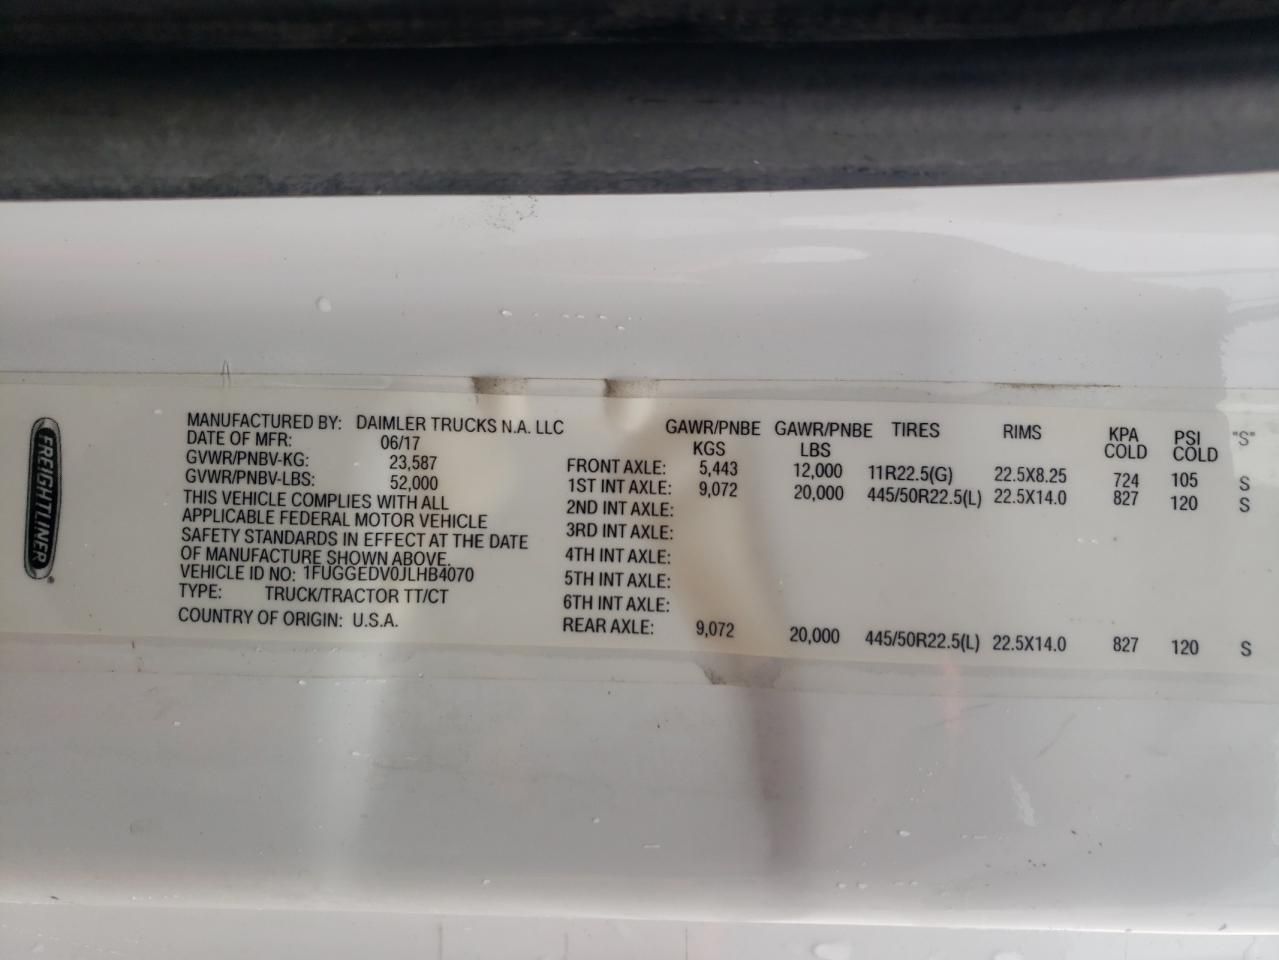 FREIGHTLINER®
MANUFACTURED BY: DAIMLER TRUCKS N.A. LLC
DATE OF MFR: 06/17
GVWR/PNBV-KG: 23,587
GVWR/PNBV-LBS: 52,000
THIS VEHICLE COMPLIES WITH ALL
APPLICABLE FEDERAL MOTOR VEHICLE
SAFETY STANDARDS IN EFFECT AT THE DATE
OF MANUFACTURE SHOWN ABOVE.
VEHICLE ID NO: 1FUGGEDV0JLHB4070
TYPE: TRUCK/TRACTOR TT/CT
COUNTRY OF ORIGIN: U.S.A.
GAWR/PNBE GAWR/PNBE TIRES RIMS KPA PSI "S"
KGS LBS COLD COLD
FRONT AXLE: 5,443 12,000 11R22.5(G) 22.5X8.25 724 105 S
1ST INT AXLE: 9,072 20,000 445/50R22.5(L) 22.5X14.0 827 120 S
2ND INT AXLE:
3RD INT AXLE:
4TH INT AXLE:
5TH INT AXLE:
6TH INT AXLE:
REAR AXLE: 9,072 20,000 445/50R22.5(L) 22.5X14.0 827 120 S